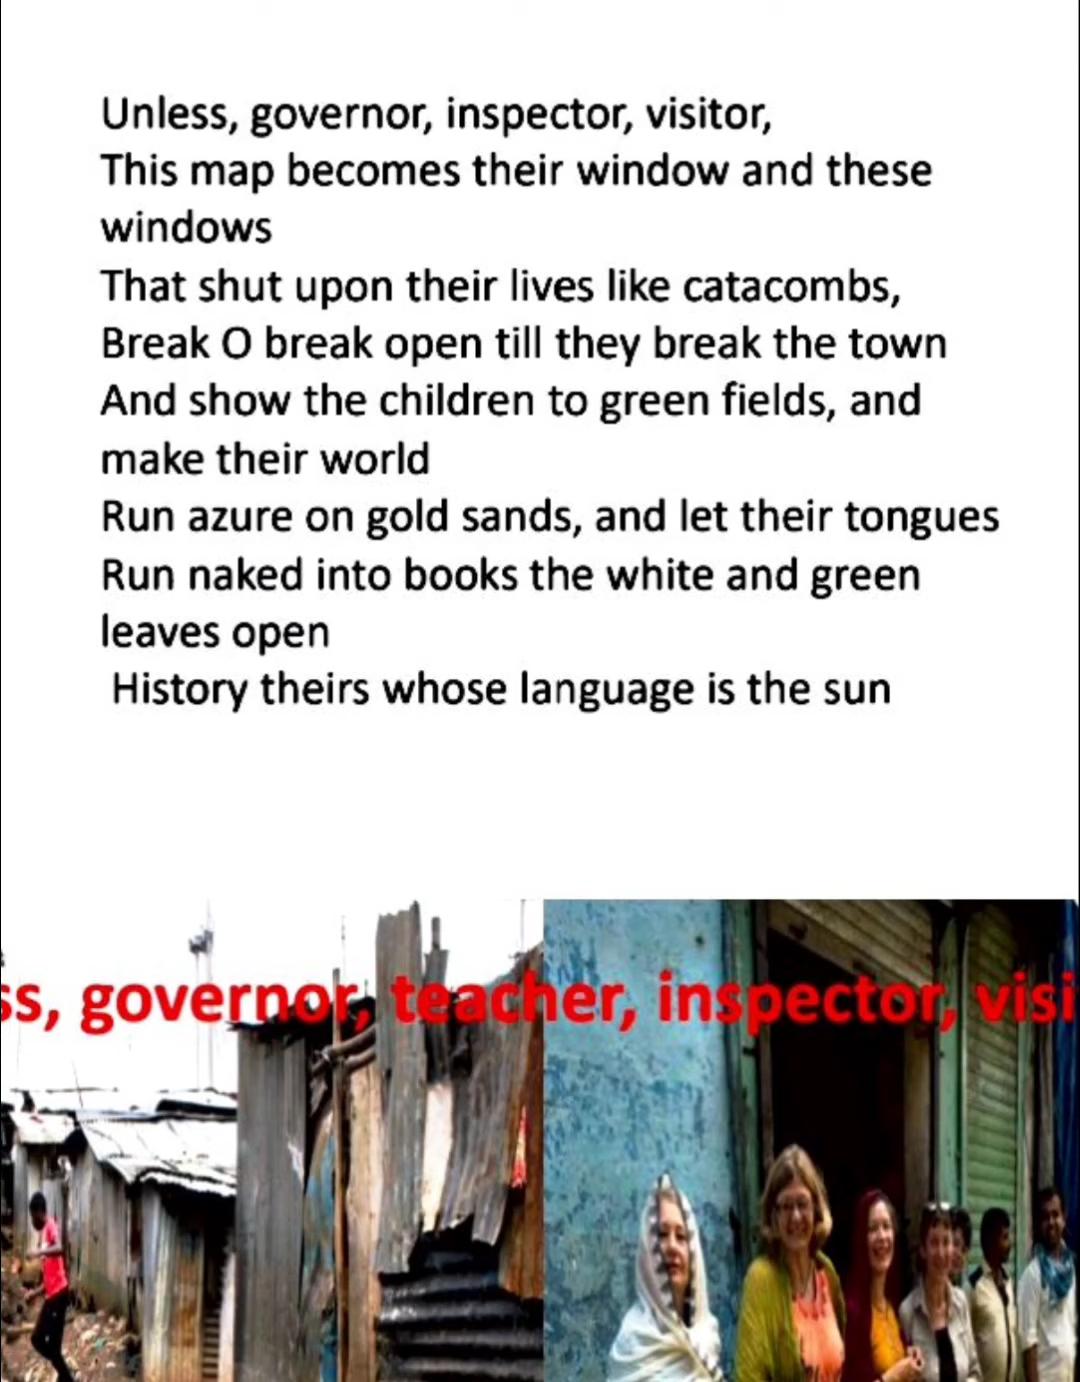 Unless, governor, inspector, visitor,
This map becomes their window and these
windows
That shut upon their lives like catacombs,
Break O break open till they break the town
And show the children to green fields, and
make their world
Run azure on gold sands, and let their tongues
Run naked into books the white and green
leaves open
History theirs whose language is the sun
ss, governor, teacher, inspector, visi